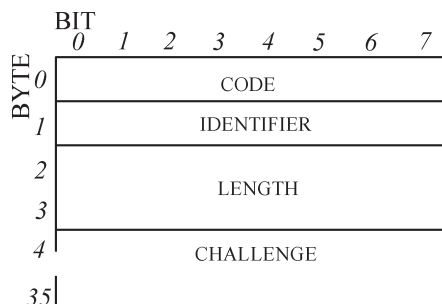 BIT
0 1 2 3 4 5 6 7
BYTE
0 CODE
1 IDENTIFIER
2
LENGTH
3
4 CHALLENGE
35